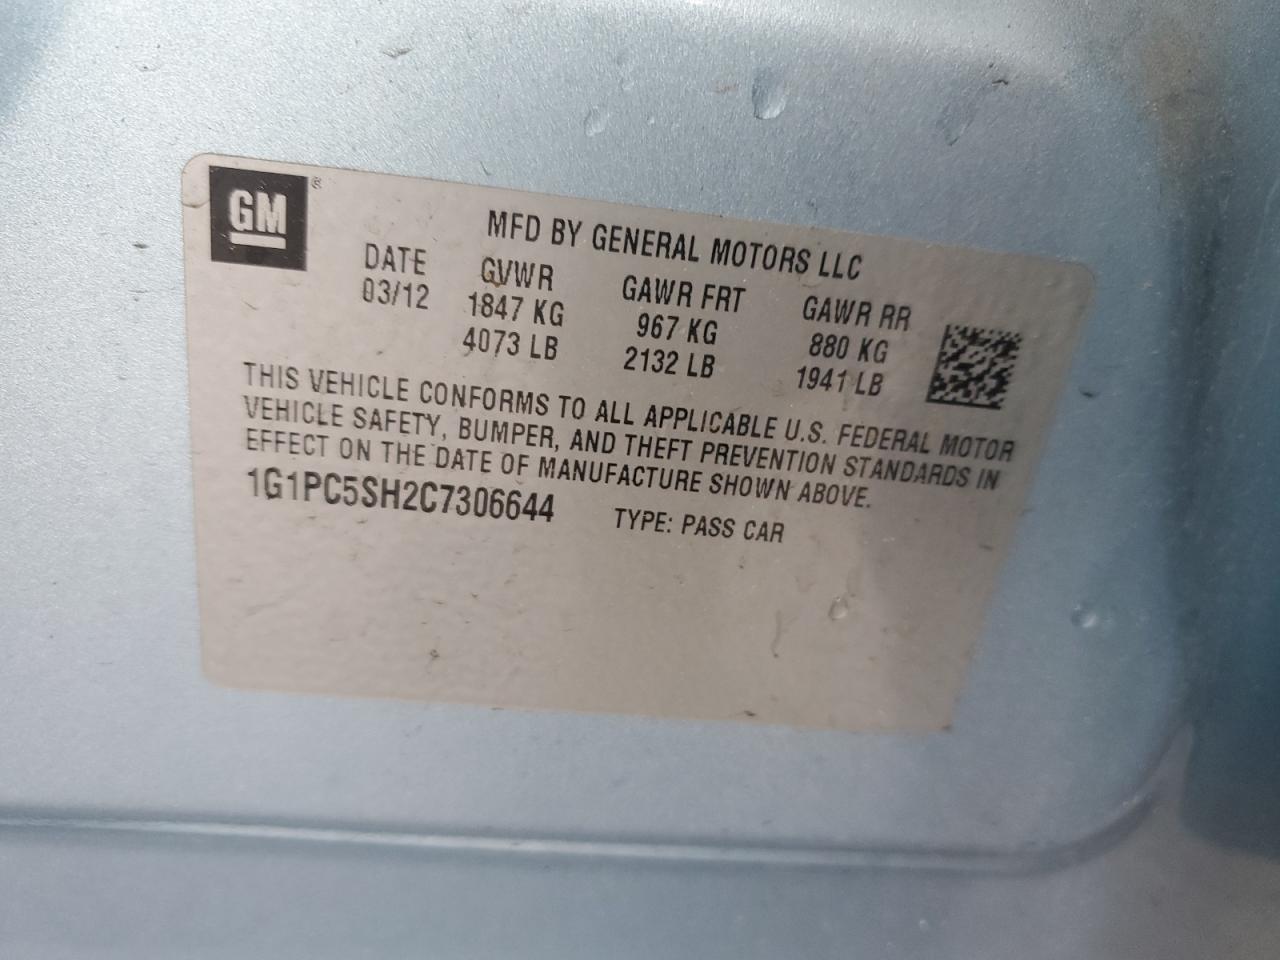 GM ®
MFD BY GENERAL MOTORS LLC
DATE GVWR GAWR FRT GAWR RR
03/12 1847 KG 967 KG 880 KG
4073 LB 2132 LB 1941 LB
THIS VEHICLE CONFORMS TO ALL APPLICABLE U.S. FEDERAL MOTOR
VEHICLE SAFETY, BUMPER, AND THEFT PREVENTION STANDARDS IN
EFFECT ON THE DATE OF MANUFACTURE SHOWN ABOVE.
1G1PC5SH2C7306644 TYPE: PASS CAR